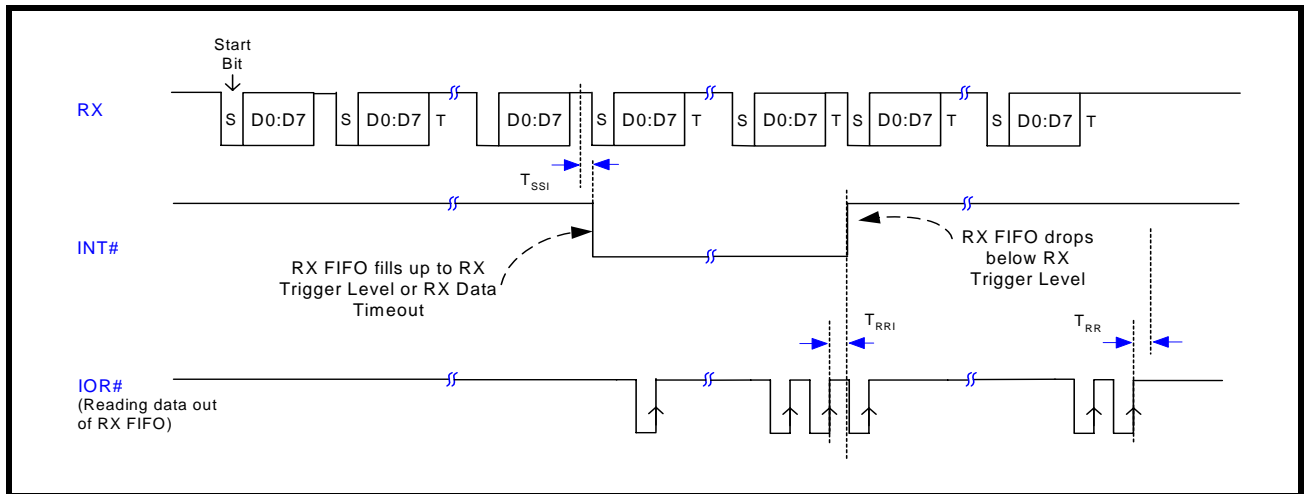 Start
Bit
RX
S D0:D7 S D0:D7 T D0:D7 S D0:D7 T S D0:D7 T S D0:D7 T S D0:D7 T
TSSI
INT#
RX FIFO fills up to RX
Trigger Level or RX Data
Timeout
RX FIFO drops
below RX
Trigger Level
TRRI
TRR
IOR#
(Reading data out
of RX FIFO)